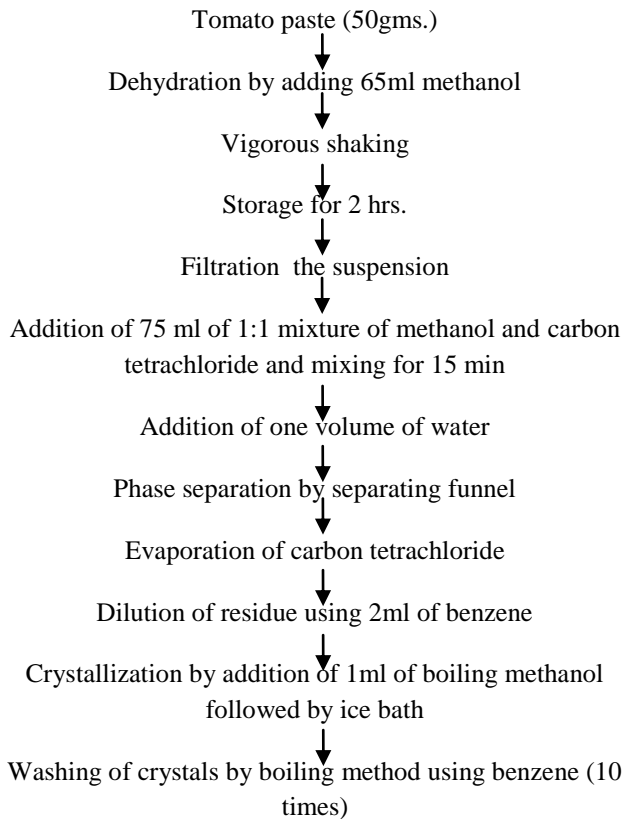 Tomato paste (50gms.)
Dehydration by adding 65ml methanol
Vigorous shaking
Storage for 2 hrs.
Filtration the suspension
Addition of 75 ml of 1:1 mixture of methanol and carbon
tetrachloride and mixing for 15 min
Addition of one volume of water
Phase separation by separating funnel
Evaporation of carbon tetrachloride
Dilution of residue using 2ml of benzene
Crystallization by addition of 1ml of boiling methanol
followed by ice bath
Washing of crystals by boiling method using benzene (10
times)